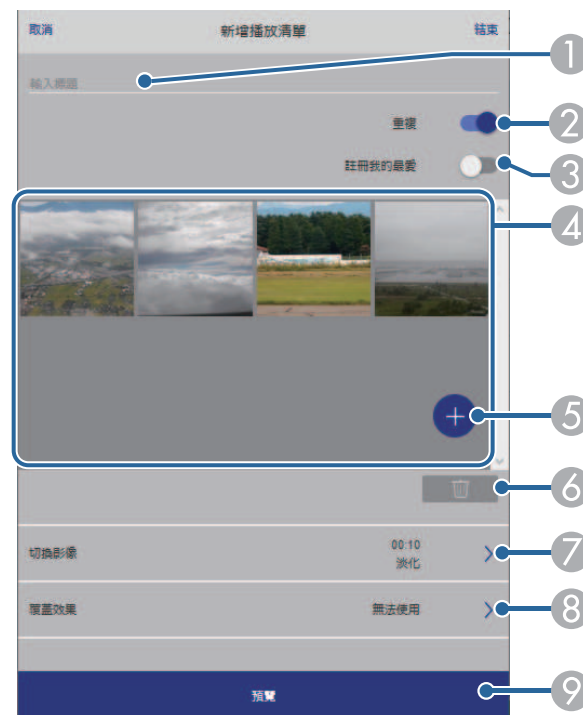 取消 新增播放清單 結束
1
輸入標題
重複 2
註冊我的最愛 3
4
5
6
切換影像 00:10 7
淡化
覆蓋效果 無法使用 8
預覽 9